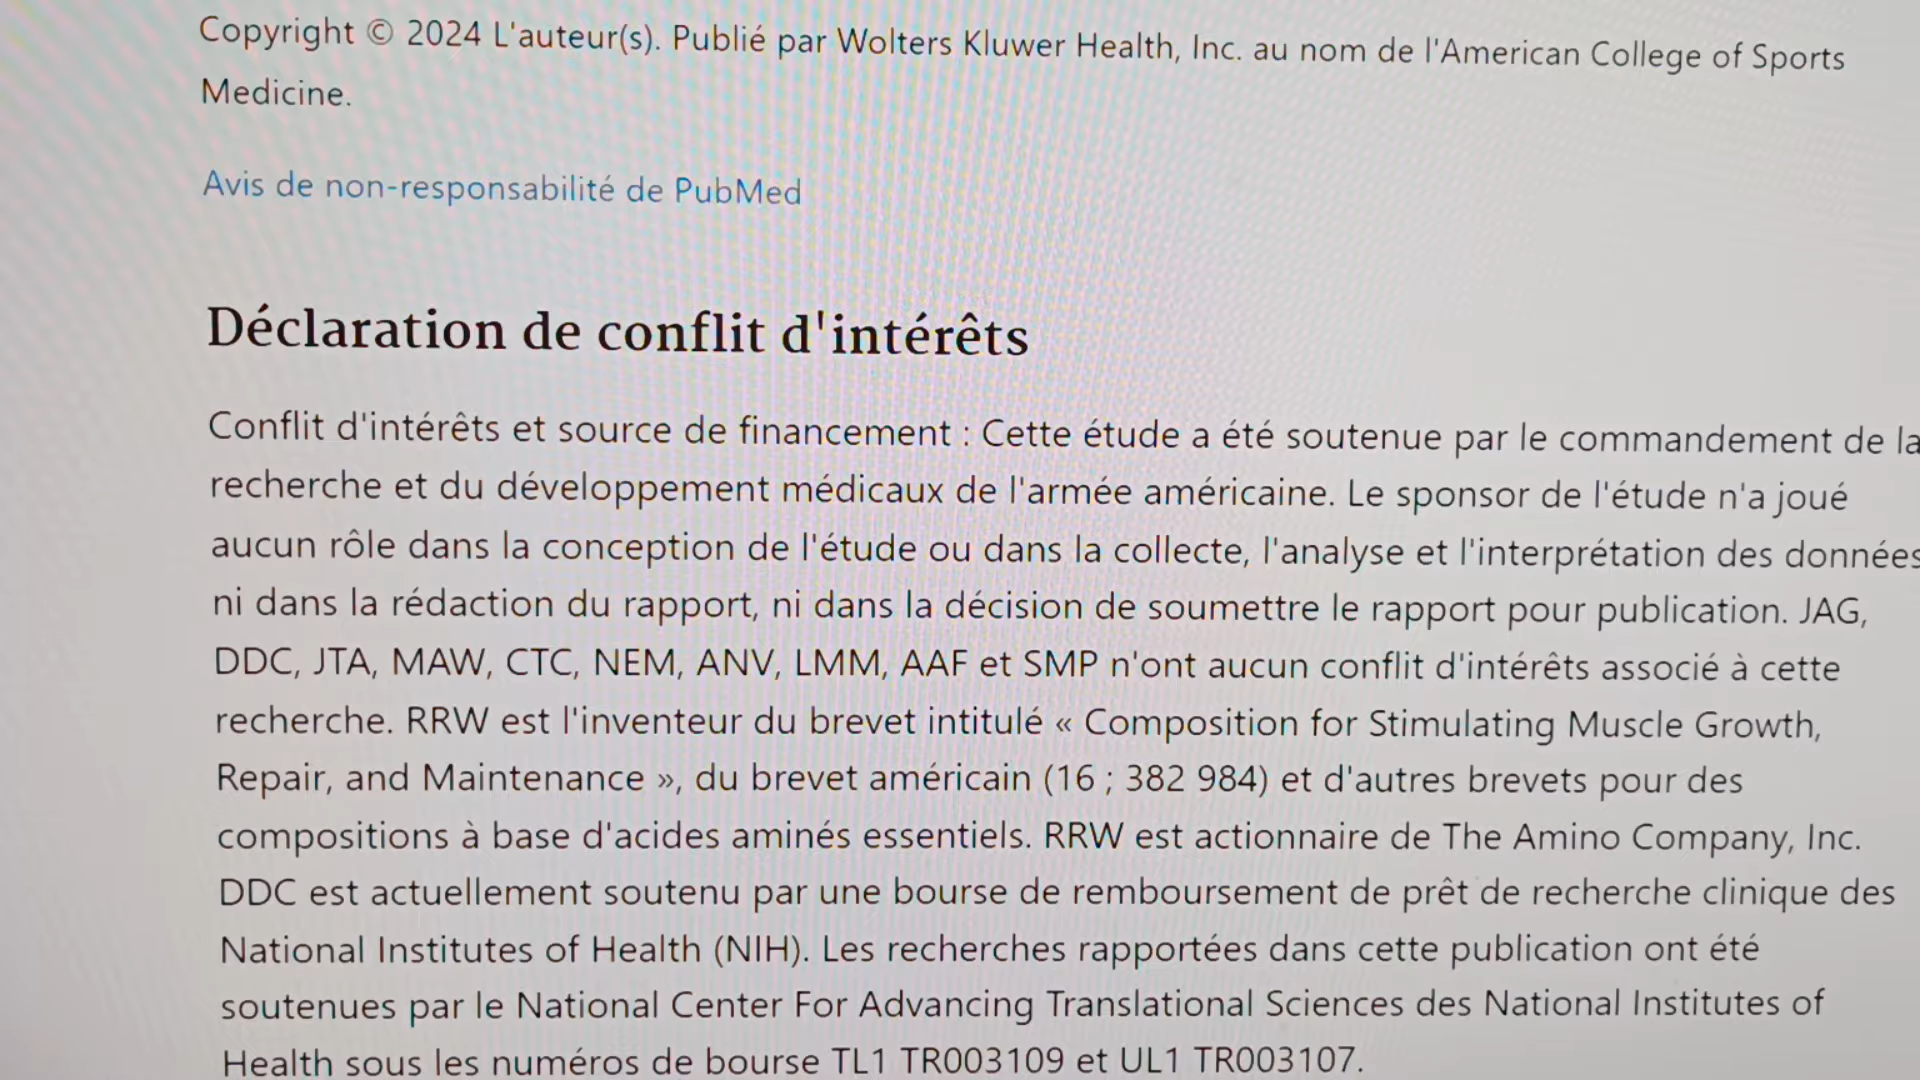 Copyright © 2024 L'auteur(s). Publié par Wolters Kluwer Health, Inc. au nom de l'American College of Sports
Medicine.
Avis de non-responsabilité de PubMed
Déclaration de conflit d'intérêts
Conflit d'intérêts et source de financement : Cette étude a été soutenue par le commandement de la
recherche et du développement médicaux de l'armée américaine. Le sponsor de l'étude n'a joué
aucun rôle dans la conception de l'étude ou dans la collecte, l'analyse et l'interprétation des données
ni dans la rédaction du rapport, ni dans la décision de soumettre le rapport pour publication. JAG,
DDC, JTA, MAW, CTC, NEM, ANV, LMM, AAF et SMP n'ont aucun conflit d'intérêts associé à cette
recherche. RRW est l'inventeur du brevet intitulé « Composition for Stimulating Muscle Growth,
Repair, and Maintenance », du brevet américain (16 ; 382 984) et d'autres brevets pour des
compositions à base d'acides aminés essentiels. RRW est actionnaire de The Amino Company, Inc.
DDC est actuellement soutenu par une bourse de remboursement de prêt de recherche clinique des
National Institutes of Health (NIH). Les recherches rapportées dans cette publication ont été
soutenues par le National Center For Advancing Translational Sciences des National Institutes of
Health sous les numéros de bourse TL1 TR003109 et UL1 TR003107.